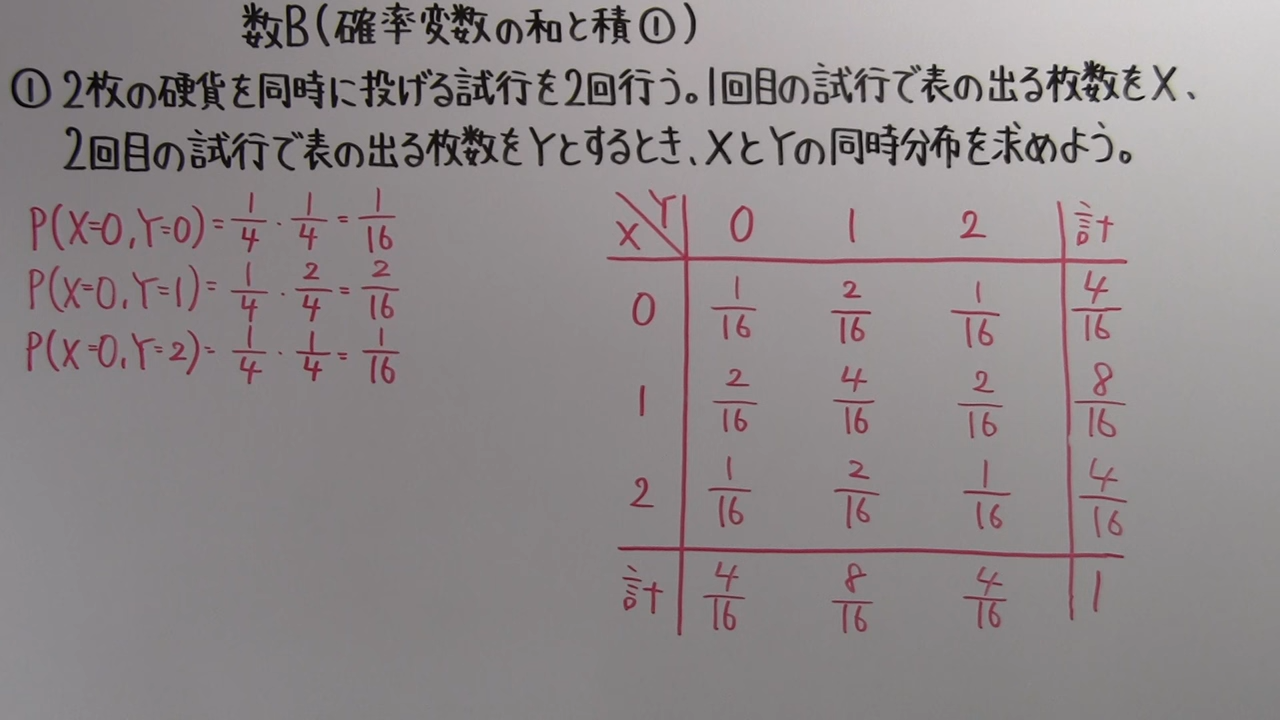 数B(確率変数の和と積①)
① 2枚の硬貨を同時に投げる試行を2回行う。1回目の試行で表の出る枚数をX、
2回目の試行で表の出る枚数をYとするとき、XとYの同時分布を求めよう。
P(X=0,Y=0)=1/4・1/4=1/16
P(X=0,Y=1)=1/4・2/4=2/16
P(X=0,Y=2)=1/4・1/4=1/16
X\Y 0 1 2 計
0 1/16 2/16 1/16 4/16
1 2/16 4/16 2/16 8/16
2 1/16 2/16 1/16 4/16
計 4/16 8/16 4/16 1